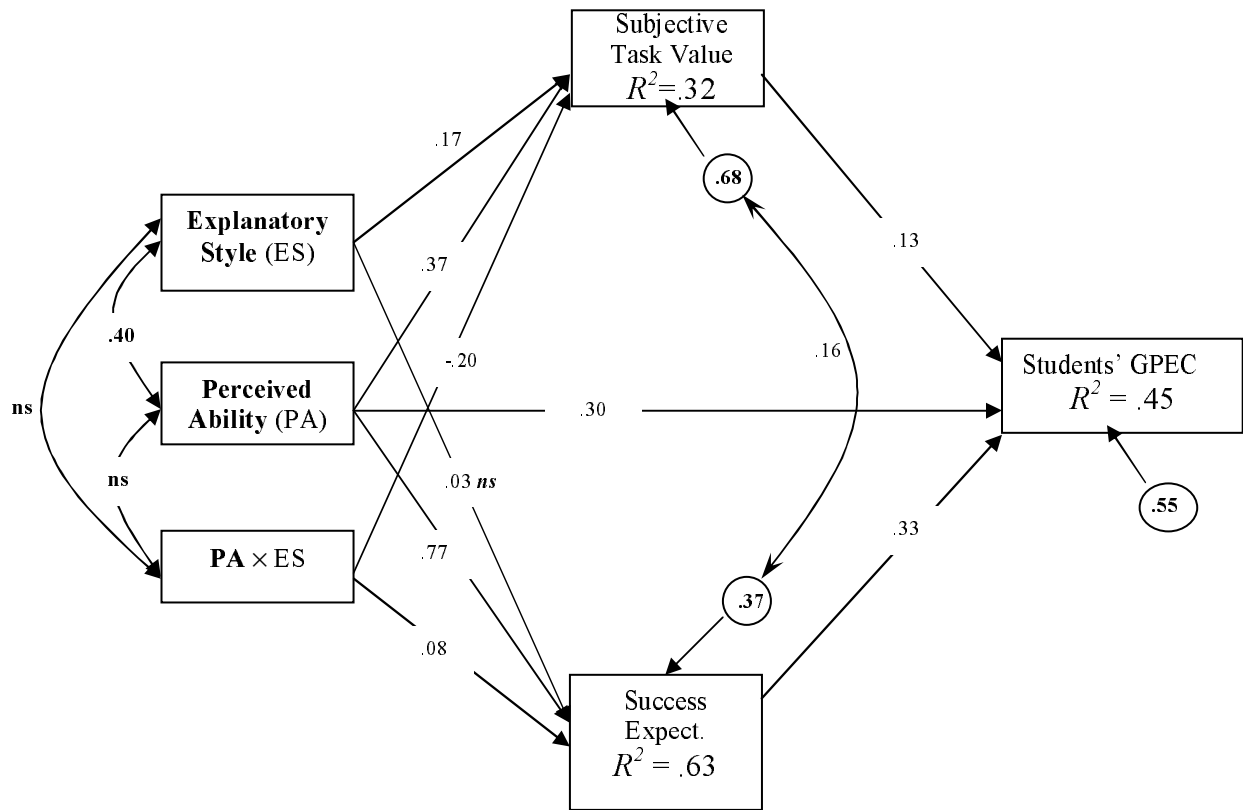 Subjective
Task Value
R²=.32
.17
.68
Explanatory
Style (ES)
.13
.37
.40
-.20
.16
Students' GPEC
R² = .45
Perceived
Ability (PA)
ns
.30
ns
.03 ns
.55
.33
PA × ES
.77
.37
.08
Success
Expect.
R² = .63